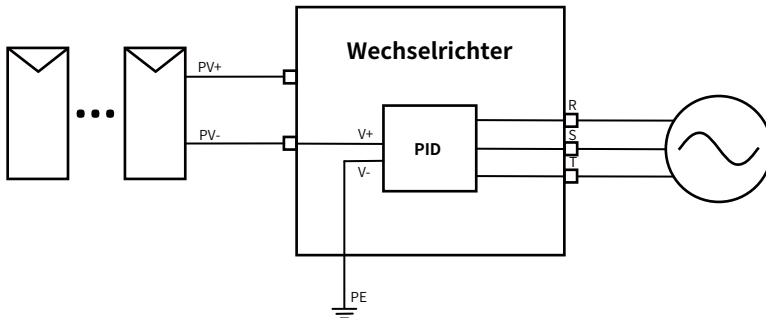 Wechselrichter
PV+
R
PV-
V+
PID
S
T
V-
PE